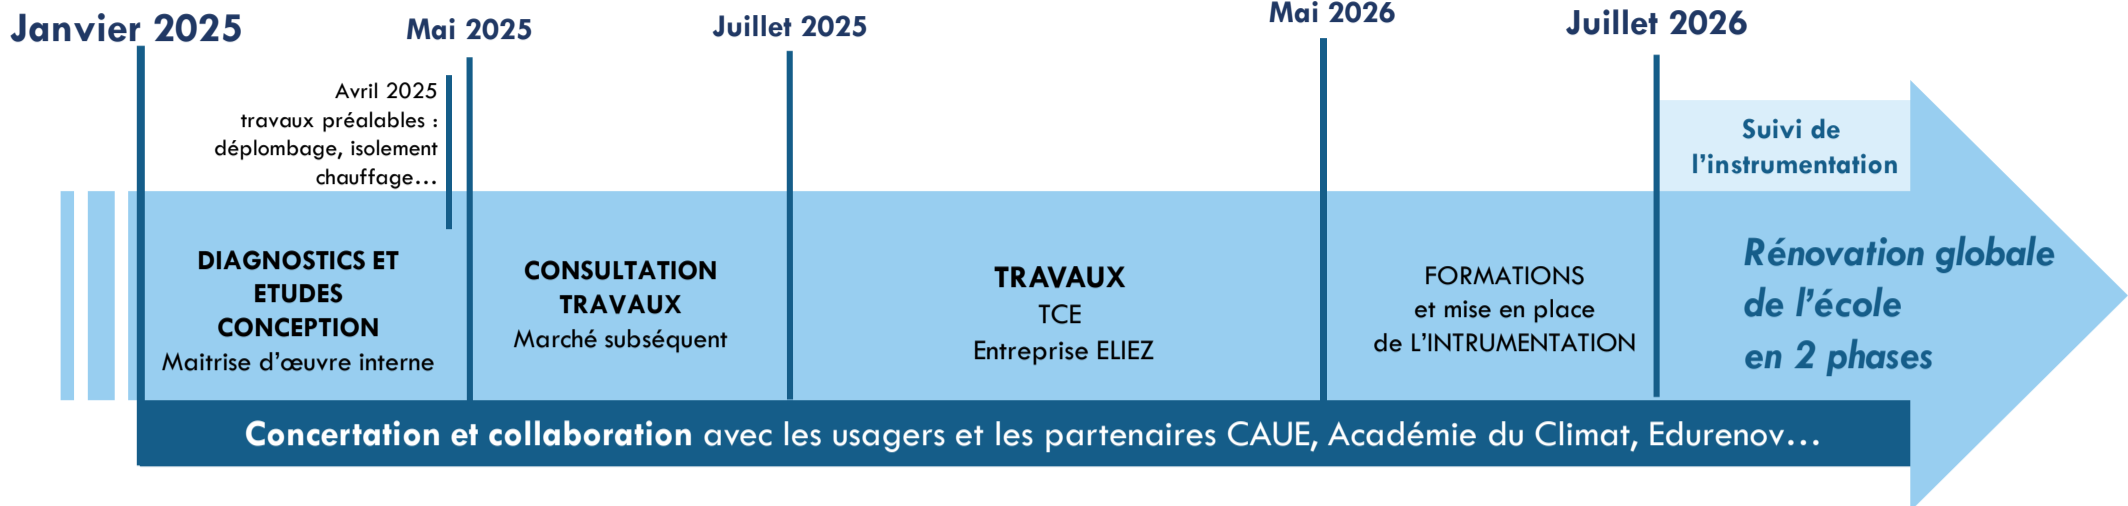 Janvier 2025
Mai 2025
Juillet 2025
Mai 2026
Juillet 2026
Avril 2025
travaux préalables :
déplombage, isolement
chauffage…
Suivi de
l’instrumentation
DIAGNOSTICS ET
ETUDES
CONCEPTION
Maitrise d’œuvre interne
CONSULTATION
TRAVAUX
Marché subséquent
TRAVAUX
TCE
Entreprise ELIEZ
FORMATIONS
et mise en place
de L’INTRUMENTATION
Rénovation globale
de l’école
en 2 phases
Concertation et collaboration avec les usagers et les partenaires CAUE, Académie du Climat, Edurenov…